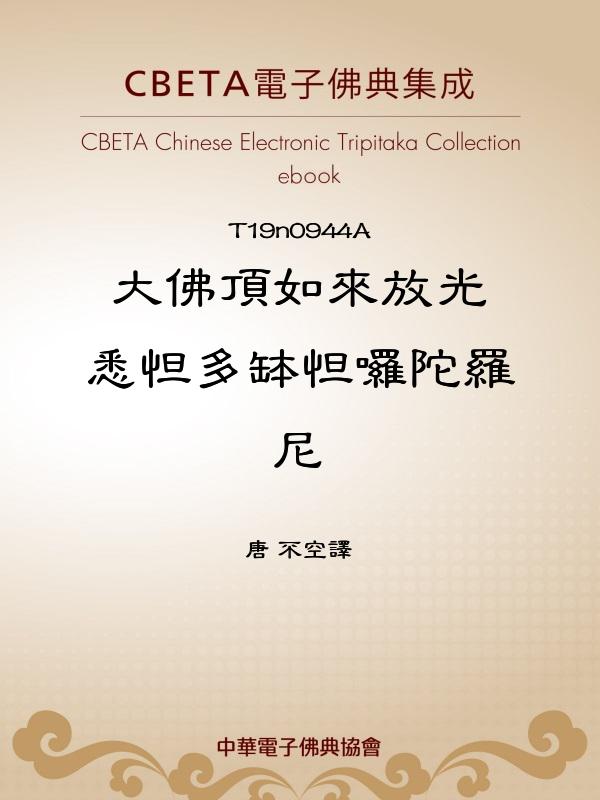 CBETA電子佛典集成
CBETA Chinese Electronic Tripitaka Collection
ebook
T19n0944A
大佛頂如來放光
悉怛多缽怛囉陀羅
尼
唐 不空譯
中華電子佛典協會